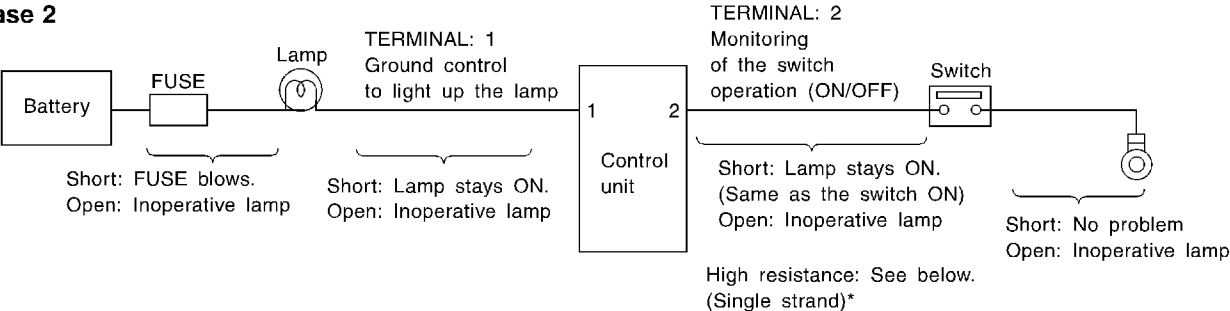 ase 2
Battery
FUSE
Lamp
Short: FUSE blows.
Open: Inoperative lamp
TERMINAL: 1
Ground control
to light up the lamp
Short: Lamp stays ON.
Open: Inoperative lamp
1
2
Control
unit
TERMINAL: 2
Monitoring
of the switch
operation (ON/OFF)
Short: Lamp stays ON.
(Same as the switch ON)
Open: Inoperative lamp
High resistance: See below.
(Single strand)*
Switch
Short: No problem
Open: Inoperative lamp